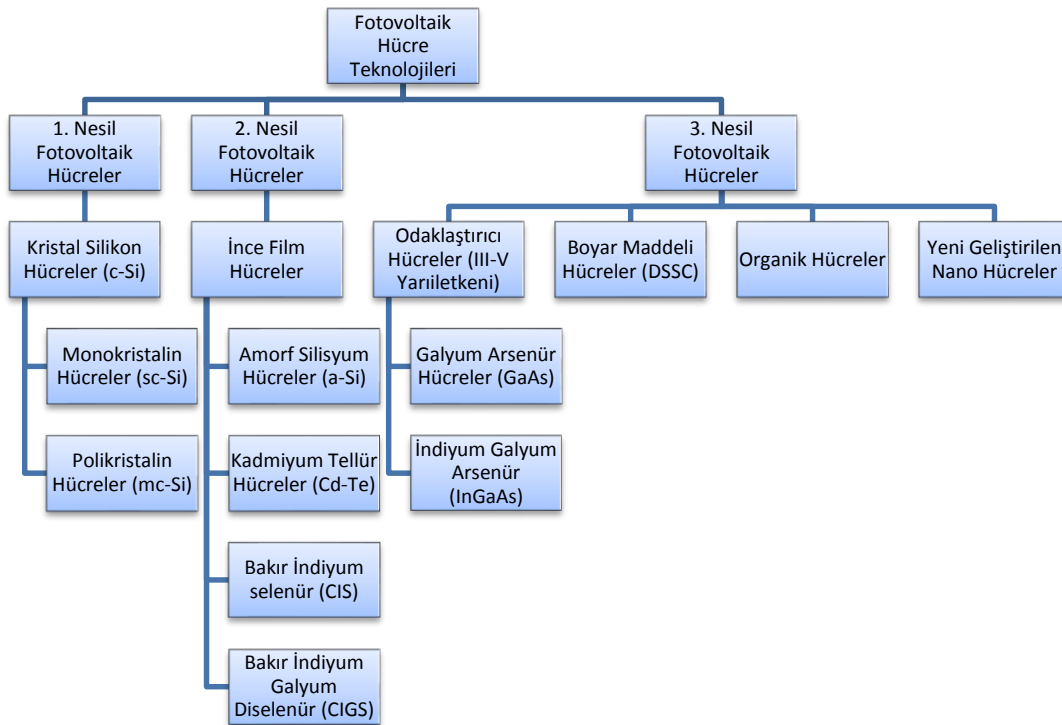 Fotovoltaik
Hücre
Teknolojileri
1. Nesil
Fotovoltaik
Hücreler
2. Nesil
Fotovoltaik
Hücreler
3. Nesil
Fotovoltaik
Hücreler
Kristal Silikon
Hücreler (c-Si)
İnce Film
Hücreler
Odaklaştırıcı
Hücreler (III-V
Yarıiletkeni)
Boyar Maddeli
Hücreler (DSSC)
Organik Hücreler
Yeni Geliştirilen
Nano Hücreler
Monokristalin
Hücreler (sc-Si)
Polikristalin
Hücreler (mc-Si)
Amorf Silisyum
Hücreler (a-Si)
Kadmiyum Tellür
Hücreler (Cd-Te)
Bakır İndiyum
selenür (CIS)
Bakır İndiyum
Galyum
Diselenür (CIGS)
Galyum Arsenür
Hücreler (GaAs)
İndiyum Galyum
Arsenür
(InGaAs)